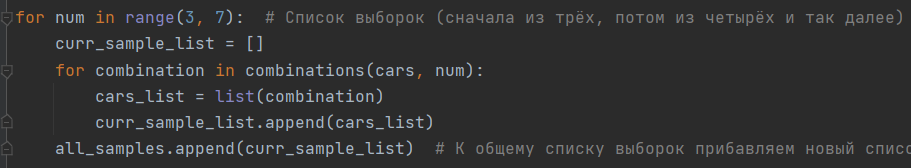 for num in range(3, 7):  # Список выборок (сначала из трёх, потом из четырёх и так далее)
    curr_sample_list = []
    for combination in combinations(cars, num):
        cars_list = list(combination)
        curr_sample_list.append(cars_list)
    all_samples.append(curr_sample_list)  # К общему списку выборок прибавляем новый